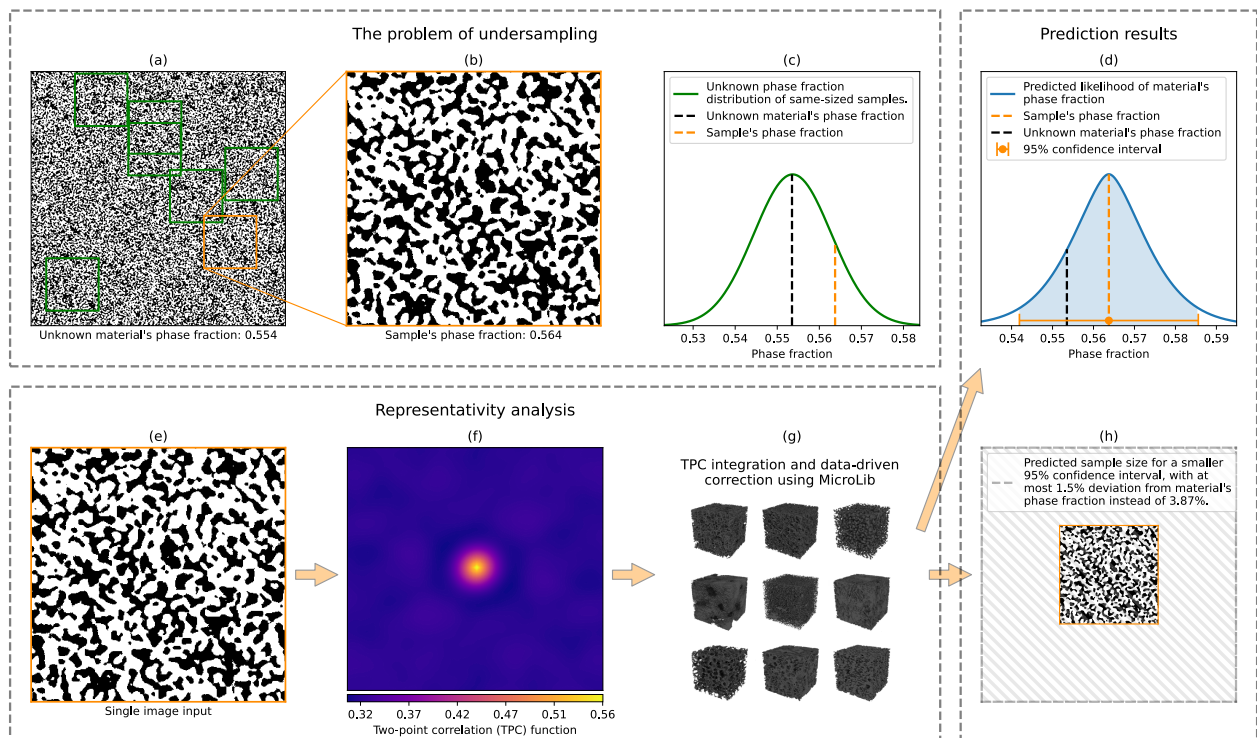 The problem of undersampling
(a)
Unknown material's phase fraction: 0.554
(b)
Sample's phase fraction: 0.564
(c)
Unknown phase fraction
distribution of same-sized samples.
Unknown material's phase fraction
Sample's phase fraction
0.53 0.54 0.55 0.56 0.57 0.58
Phase fraction
Prediction results
(d)
Predicted likelihood of material's
phase fraction
Sample's phase fraction
Unknown material's phase fraction
95% confidence interval
0.54 0.55 0.56 0.57 0.58 0.59
Phase fraction
Representativity analysis
(e)
Single image input
(f)
0.32 0.37 0.42 0.47 0.51 0.56
Two-point correlation (TPC) function
(g)
TPC integration and data-driven
correction using MicroLib
(h)
Predicted sample size for a smaller
95% confidence interval, with at
most 1.5% deviation from material's
phase fraction instead of 3.87%.